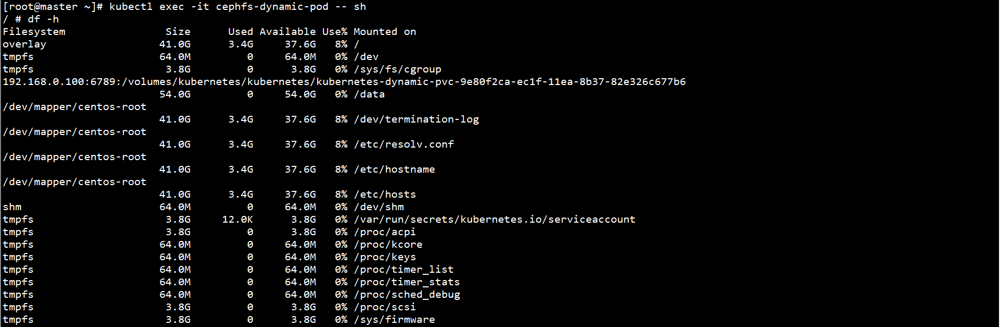 [root@master ~]# kubectl exec -it cephfs-dynamic-pod -- sh
/ # df -h
Filesystem                Size      Used Available Use% Mounted on
overlay                  41.0G      3.4G     37.6G   8% /
tmpfs                    64.0M         0     64.0M   0% /dev
tmpfs                     3.8G         0      3.8G   0% /sys/fs/cgroup
192.168.0.100:6789:/volumes/kubernetes/kubernetes/kubernetes-dynamic-pvc-9e80f2ca-ec1f-11ea-8b37-82e326c677b6
                         54.0G         0     54.0G   0% /data
/dev/mapper/centos-root
                         41.0G      3.4G     37.6G   8% /dev/termination-log
/dev/mapper/centos-root
                         41.0G      3.4G     37.6G   8% /etc/resolv.conf
/dev/mapper/centos-root
                         41.0G      3.4G     37.6G   8% /etc/hostname
/dev/mapper/centos-root
                         41.0G      3.4G     37.6G   8% /etc/hosts
shm                      64.0M         0     64.0M   0% /dev/shm
tmpfs                     3.8G     12.0K      3.8G   0% /var/run/secrets/kubernetes.io/serviceaccount
tmpfs                     3.8G         0      3.8G   0% /proc/acpi
tmpfs                    64.0M         0     64.0M   0% /proc/kcore
tmpfs                    64.0M         0     64.0M   0% /proc/keys
tmpfs                    64.0M         0     64.0M   0% /proc/timer_list
tmpfs                    64.0M         0     64.0M   0% /proc/timer_stats
tmpfs                    64.0M         0     64.0M   0% /proc/sched_debug
tmpfs                     3.8G         0      3.8G   0% /proc/scsi
tmpfs                     3.8G         0      3.8G   0% /sys/firmware